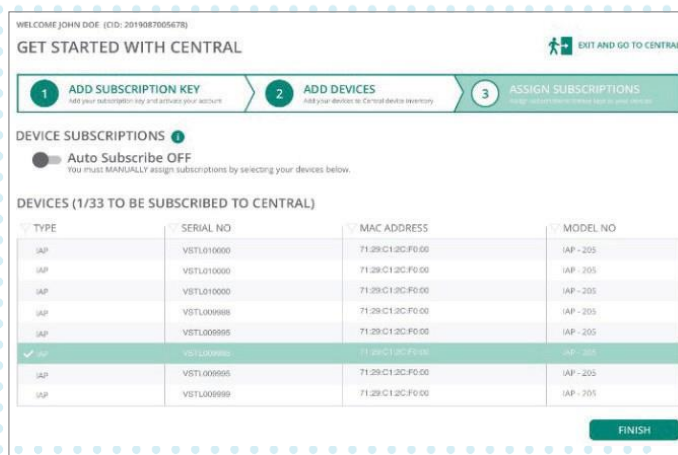 WELCOME JOHN DOE (CID: 2019087005678)
GET STARTED WITH CENTRAL
EXIT AND GO TO CENTRAL
1 ADD SUBSCRIPTION KEY
Add your subscription key and activate your account
2 ADD DEVICES
Add your devices to Central device inventory
3 ASSIGN SUBSCRIPTIONS
DEVICE SUBSCRIPTIONS i
Auto Subscribe OFF
You must MANUALLY assign subscriptions by selecting your devices below.
DEVICES (1/33 TO BE SUBSCRIBED TO CENTRAL)
TYPE SERIAL NO MAC ADDRESS MODEL NO
IAP VSTL010000 71:29:C1:2C:F0:00 IAP - 205
IAP VSTL010000 71:29:C1:2C:F0:00 IAP - 205
IAP VSTL010000 71:29:C1:2C:F0:00 IAP - 205
IAP VSTL009998 71:29:C1:2C:F0:00 IAP - 205
IAP VSTL009995 71:29:C1:2C:F0:00 IAP - 205
IAP 71:29:C1:2C:F0:00 IAP - 205
IAP VSTL009995 71:29:C1:2C:F0:00 IAP - 205
IAP VSTL009999 71:29:C1:2C:F0:00 IAP - 205
FINISH